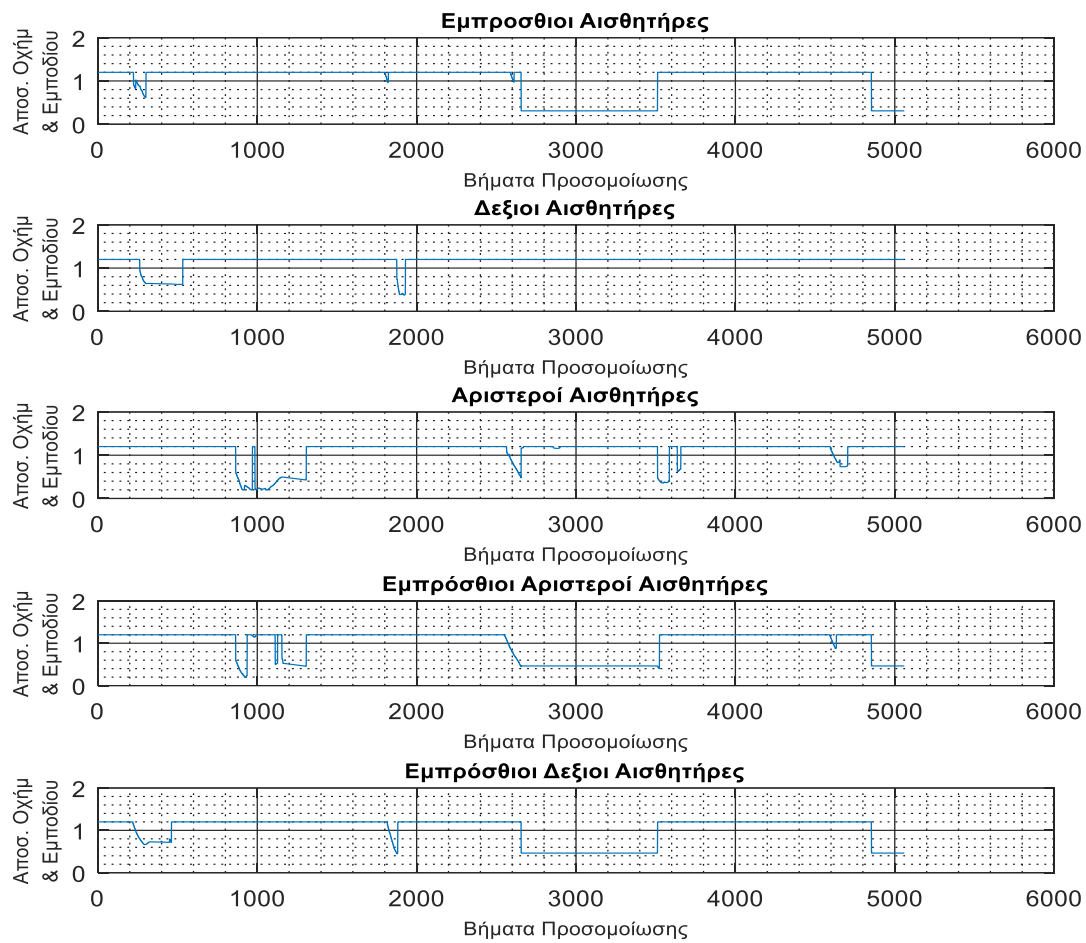 Εμπροσθιοι Αισθητήρες
Αποσ. Οχήμ
& Εμποδίου
2
1
0
0 1000 2000 3000 4000 5000 6000
Βήματα Προσομοίωσης
Δεξιοι Αισθητήρες
Αποσ. Οχήμ
& Εμποδίου
2
1
0
0 1000 2000 3000 4000 5000 6000
Βήματα Προσομοίωσης
Αριστεροί Αισθητήρες
Αποσ. Οχήμ
& Εμποδίου
2
1
0
0 1000 2000 3000 4000 5000 6000
Βήματα Προσομοίωσης
Εμπρόσθιοι Αριστεροί Αισθητήρες
Αποσ. Οχήμ
& Εμποδίου
2
1
0
0 1000 2000 3000 4000 5000 6000
Βήματα Προσομοίωσης
Εμπρόσθιοι Δεξιοι Αισθητήρες
Αποσ. Οχήμ
& Εμποδίου
2
1
0
0 1000 2000 3000 4000 5000 6000
Βήματα Προσομοίωσης